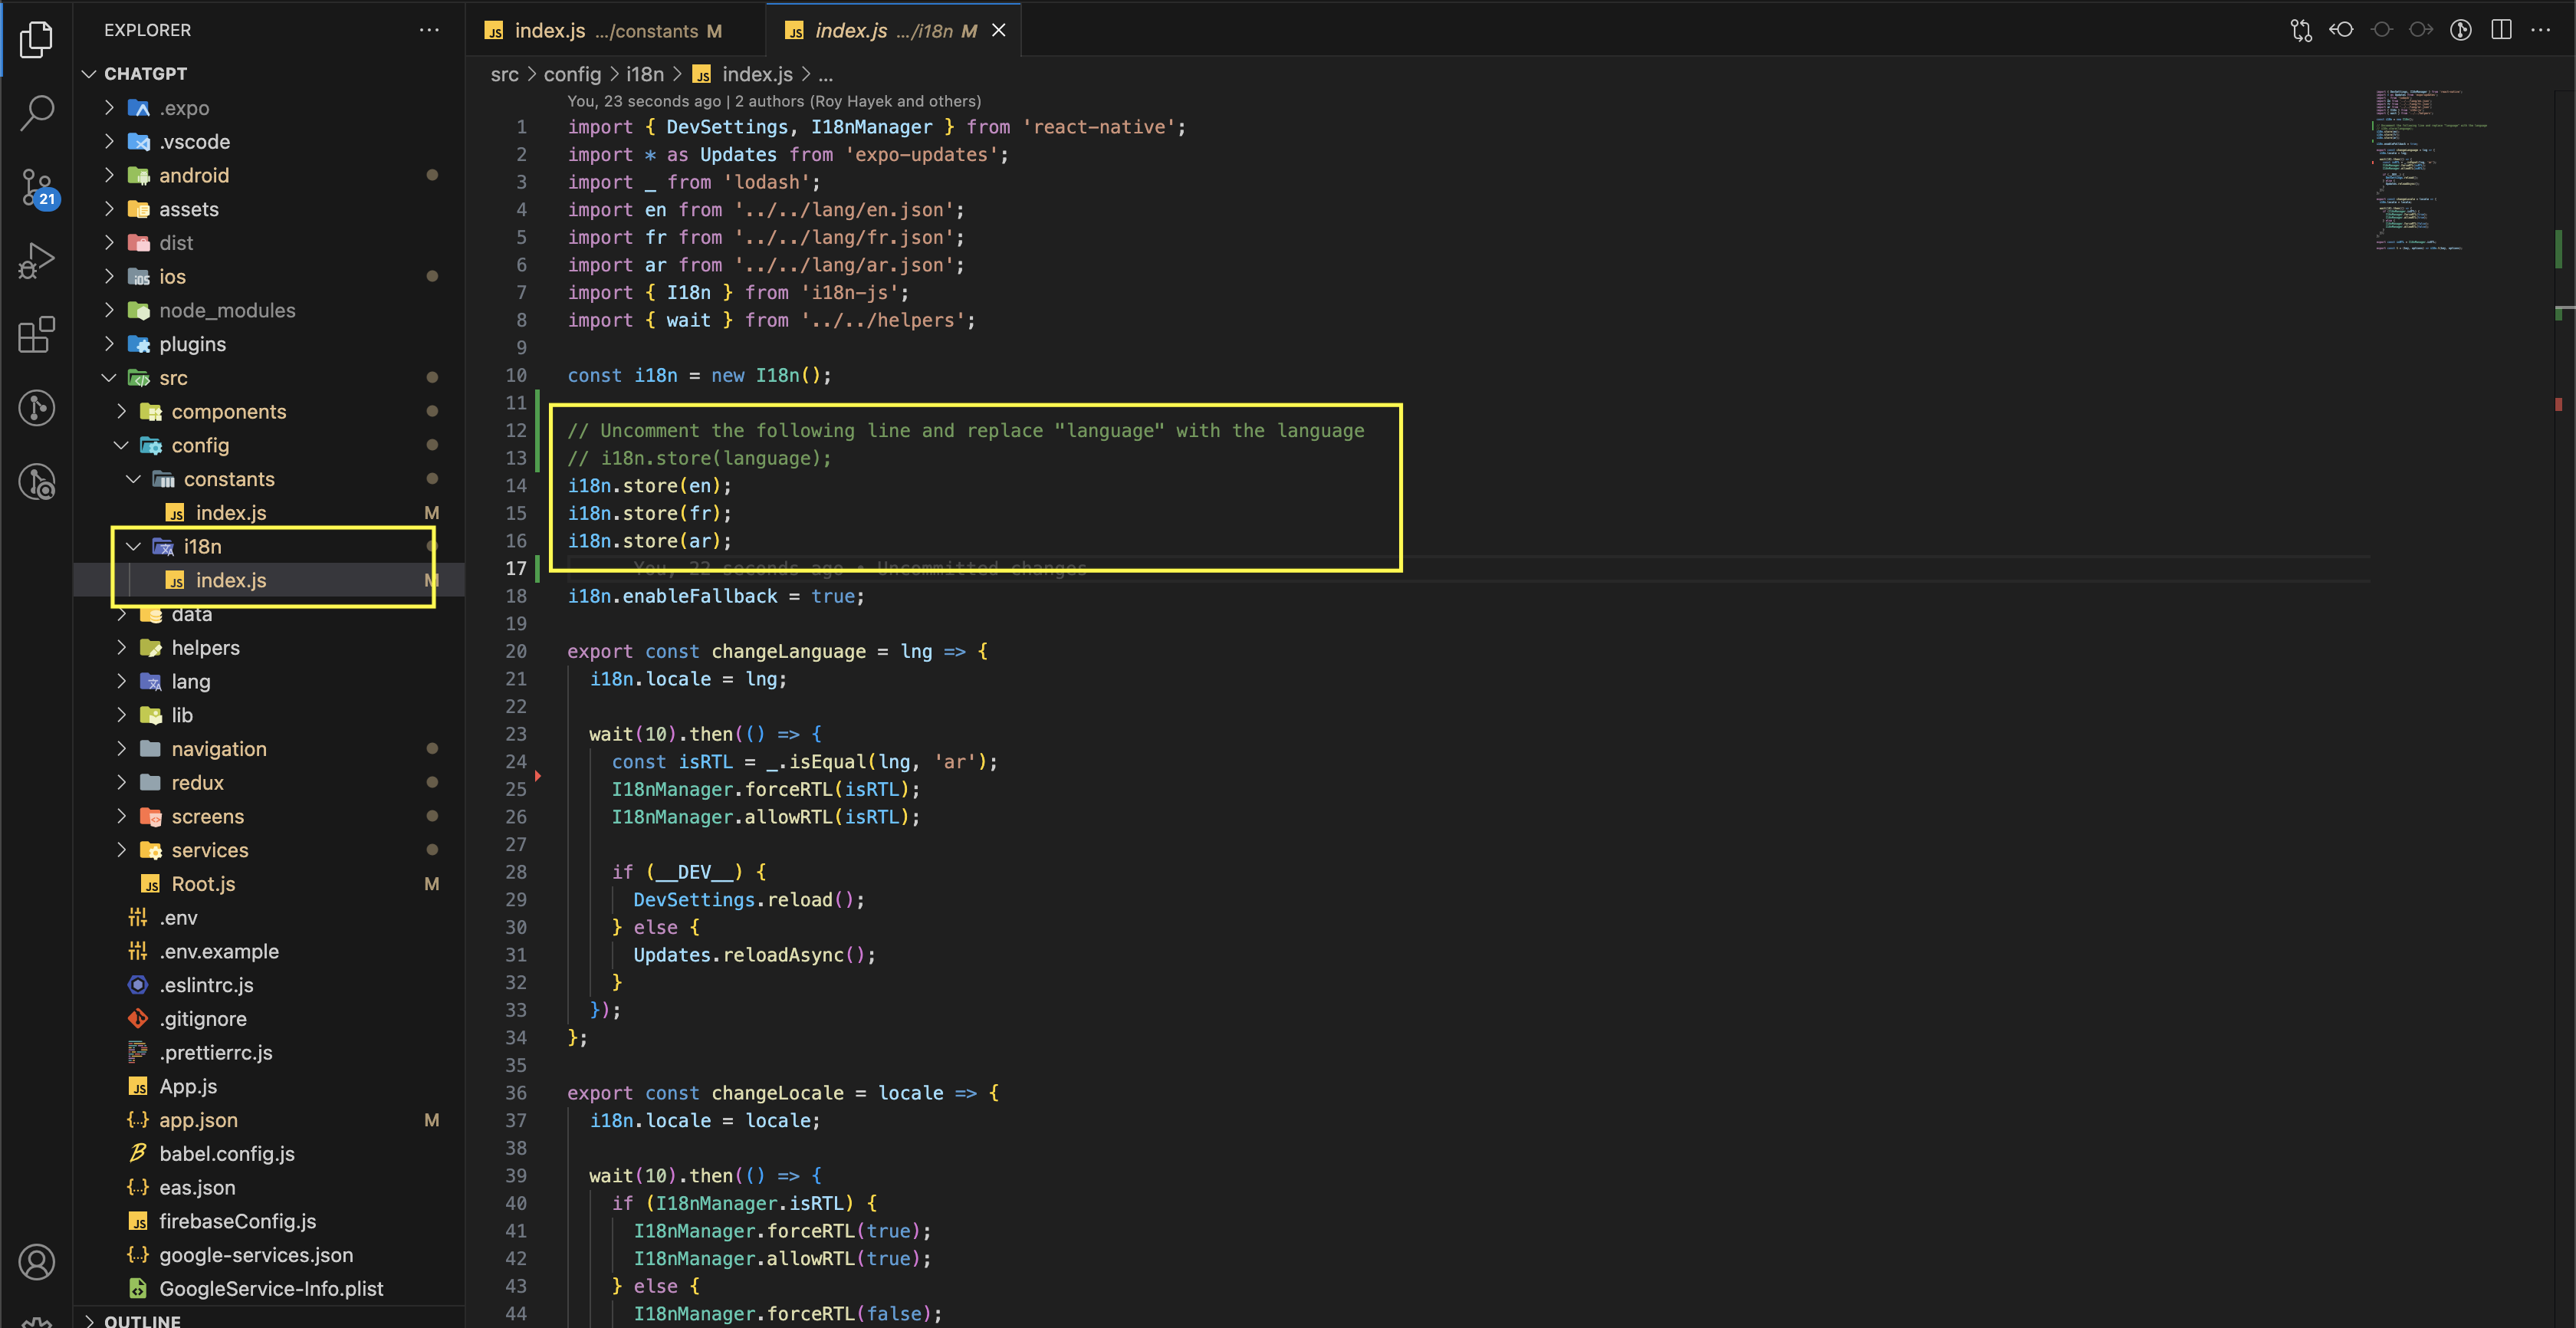 EXPLORER
CHATGPT
.expo
.vscode
android
assets
dist
ios
node_modules
plugins
src
components
config
constants
index.js M
i18n
index.js M
data
helpers
lang
lib
navigation
redux
screens
services
Root.js M
.env
.env.example
.eslintrc.js
.gitignore
.prettierrc.js
App.js
app.json M
babel.config.js
eas.json
firebaseConfig.js
google-services.json
GoogleService-Info.plist
OUTLINE
21
index.js .../constants M
index.js .../i18n M
src > config > i18n > JS index.js > ...
You, 23 seconds ago | 2 authors (Roy Hayek and others)
1 import { DevSettings, I18nManager } from 'react-native';
2 import * as Updates from 'expo-updates';
3 import _ from 'lodash';
4 import en from '../../lang/en.json';
5 import fr from '../../lang/fr.json';
6 import ar from '../../lang/ar.json';
7 import { I18n } from 'i18n-js';
8 import { wait } from '../../helpers';
9
10 const i18n = new I18n();
11
12 // Uncomment the following line and replace "language" with the language
13 // i18n.store(language);
14 i18n.store(en);
15 i18n.store(fr);
16 i18n.store(ar);
17 You, 22 seconds ago • Uncommitted changes
18 i18n.enableFallback = true;
19
20 export const changeLanguage = lng => {
21 i18n.locale = lng;
22
23 wait(10).then(() => {
24 const isRTL = _.isEqual(lng, 'ar');
25 I18nManager.forceRTL(isRTL);
26 I18nManager.allowRTL(isRTL);
27
28 if (__DEV__) {
29 DevSettings.reload();
30 } else {
31 Updates.reloadAsync();
32 }
33 });
34 };
35
36 export const changeLocale = locale => {
37 i18n.locale = locale;
38
39 wait(10).then(() => {
40 if (I18nManager.isRTL) {
41 I18nManager.forceRTL(true);
42 I18nManager.allowRTL(true);
43 } else {
44 I18nManager.forceRTL(false);